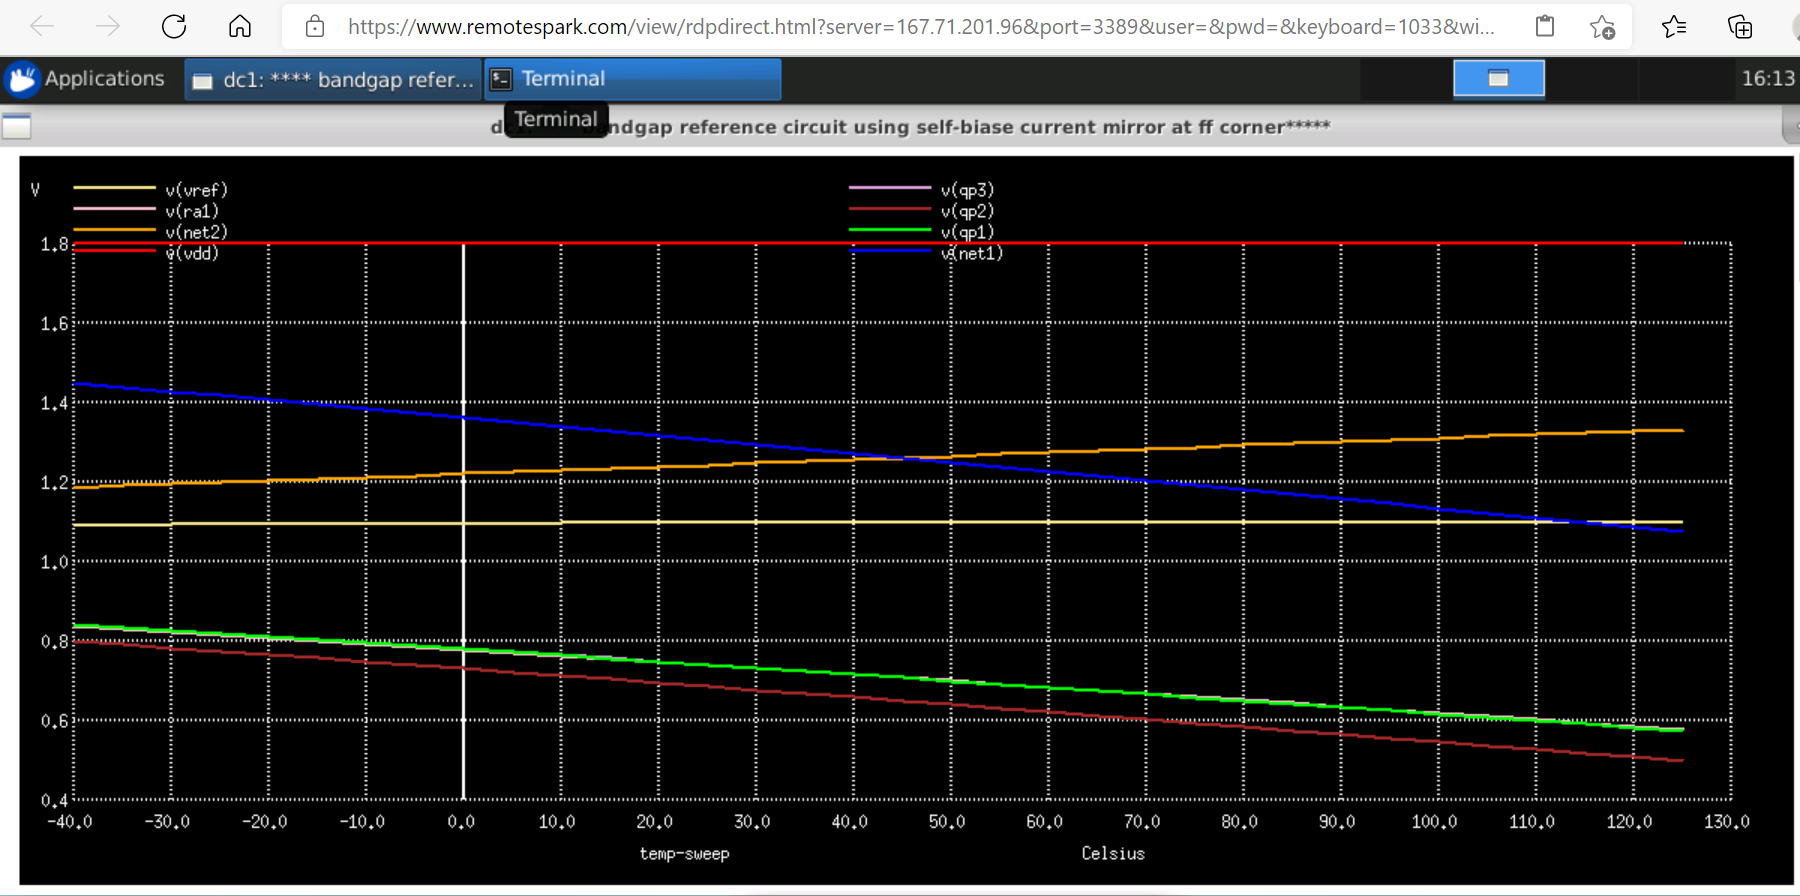 https://www.remotespark.com/view/rdpdirect.html?server=167.71.201.96&port=3389&user=&pwd=&keyboard=1033&wi...
Applications
dc1: **** bandgap refer...
Terminal
16:13
Terminal
bandgap reference circuit using self-biase current mirror at ff corner*****
V
v(vref)
v(ra1)
v(net2)
v(vdd)
v(qp3)
v(qp2)
v(qp1)
v(net1)
1.8
1.6
1.4
1.2
1.0
0.8
0.6
0.4
-40.0 -30.0 -20.0 -10.0 0.0 10.0 20.0 30.0 40.0 50.0 60.0 70.0 80.0 90.0 100.0 110.0 120.0 130.0
temp-sweep Celsius